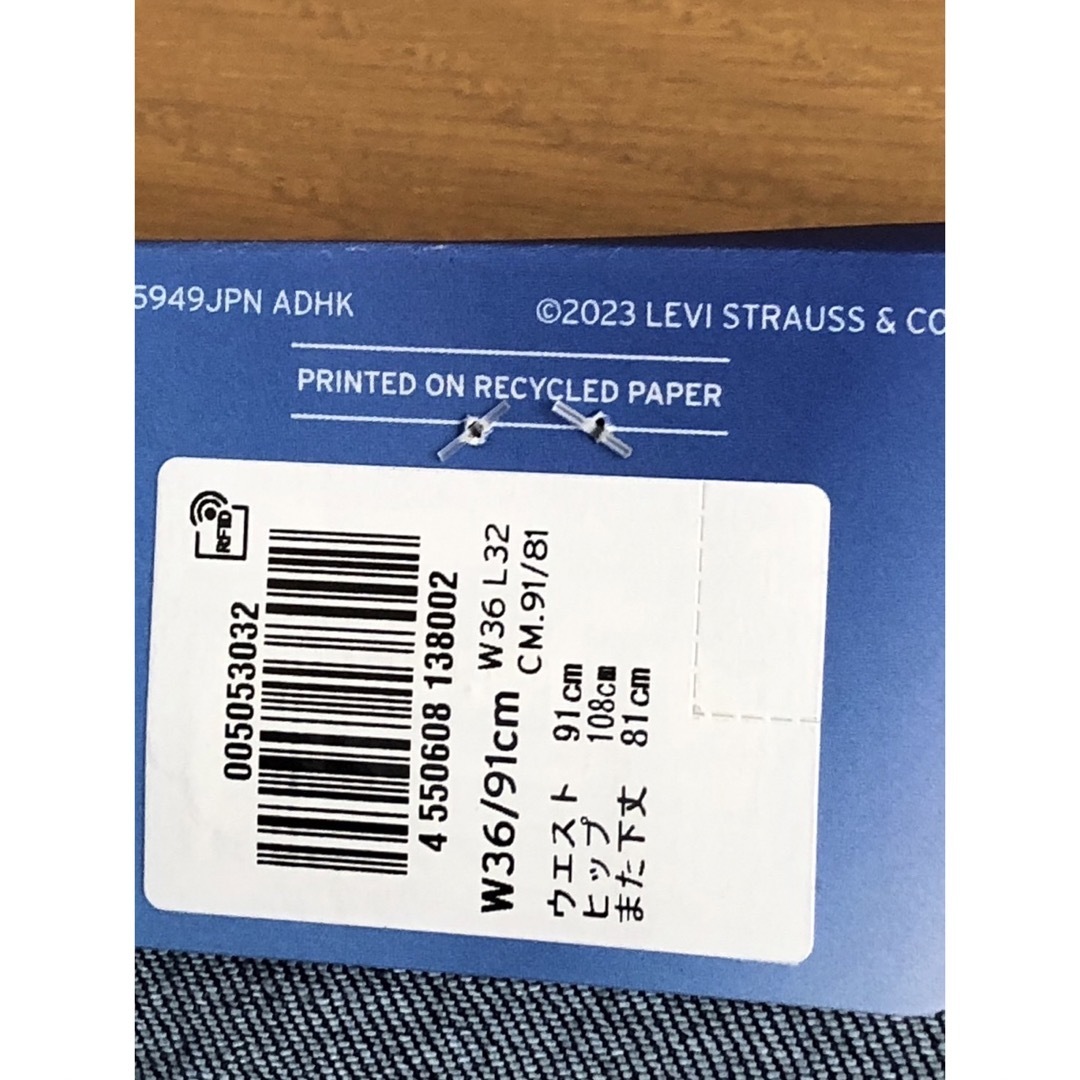 5949JPN ADHK
©2023 LEVI STRAUSS & CO
PRINTED ON RECYCLED PAPER
RFID
005053032
4 550608 138002
W36/91cm W36 L32
CM.91/81
ウエスト 91cm
ヒップ 108cm
また下丈 81cm